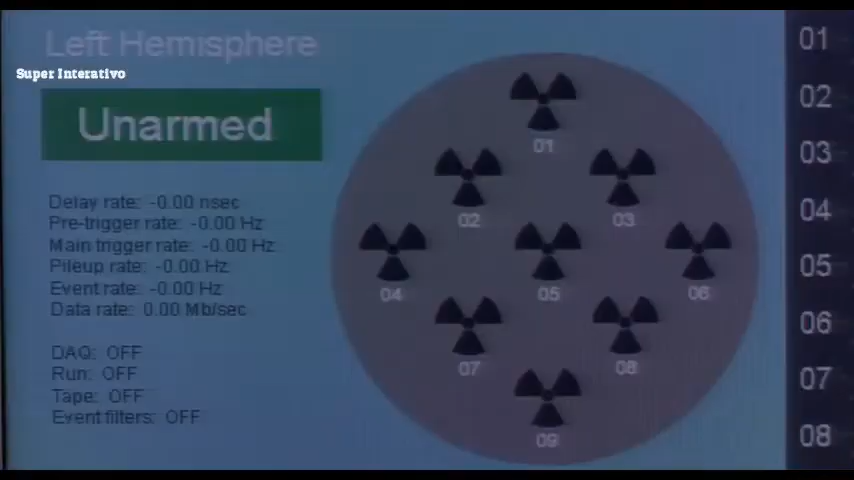 Left Hemisphere
Super Interativo
Unarmed
Delay rate: -0.00 nsec
Pre-trigger rate: -0.00 Hz
Main trigger rate: -0.00 Hz
Pileup rate: -0.00 Hz
Event rate: -0.00 Hz
Data rate: 0.00 Mb/sec
DAQ: OFF
Run: OFF
Tape: OFF
Event filters: OFF
01
02
03
04
05
06
07
08
09
01
02
03
04
05
06
07
08